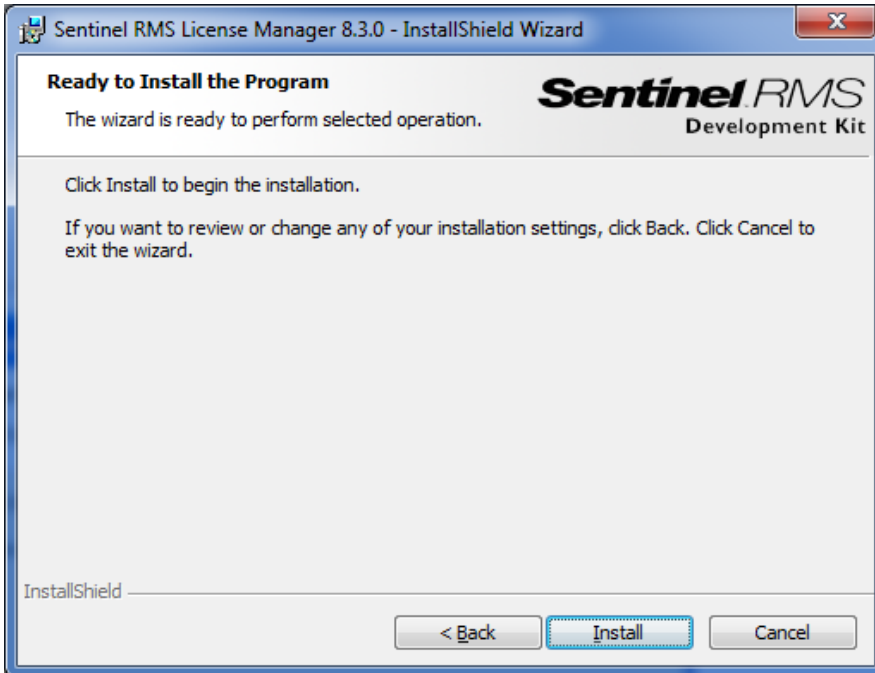 Sentinel RMS License Manager 8.3.0 - InstallShield Wizard
x
Ready to Install the Program
The wizard is ready to perform selected operation.
Sentinel RMS
Development Kit
Click Install to begin the installation.
If you want to review or change any of your installation settings, click Back. Click Cancel to
exit the wizard.
InstallShield
< Back
Install
Cancel